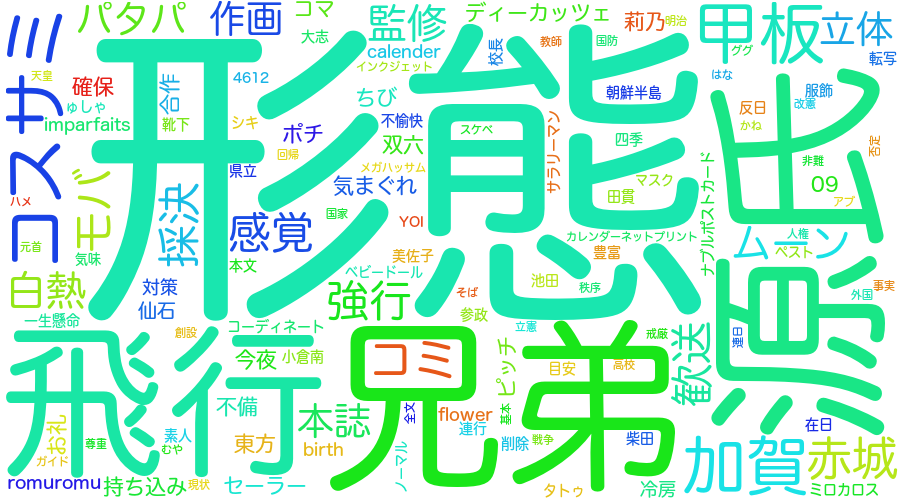 パタパ
作画
コマ
大志
監修
calender
インクジェット
ディーカッツェ
校長
教師
国防
莉乃
明治
甲板
ググ
立体
転写
はな
服飾
改憲
コスサミ
天皇
確保
ゅしゃ
imparfaits
合作
4612
靴下
シキ
ポチ
回帰
県立
形態
ちび
不愉快
双六
メガハッサム
気まぐれ
スケベ
サラリーマン
朝鮮半島
四季
マスク
田貫
ナブルポストカード
反日
かね
非難
09
否定
アブ
源氏
ハメ
元首
モバ
気味
採決
感覚
国家
本文
YOI
美佐子
ベビードール
カレンダーネットプリント
豊富
ムーン
人権
ペスト
外国
事実
白熱
一生懸命
対策
仙石
創設
強行
そば
池田
秩序
参政
立憲
戒厳
連日
飛行
コーディネート
今夜
小倉南
コミ
兄弟
ピッチ
目安
高校
歓送
お礼
尊重
ガイド
素人
むや
不備
東方
本誌
birth
全文
flower
連行
基本
削除
戦争
柴田
在日
加賀
赤城
romuromu
持ち込み
現状
セーラー
ノーマル
タトゥ
冷房
ミロカロス